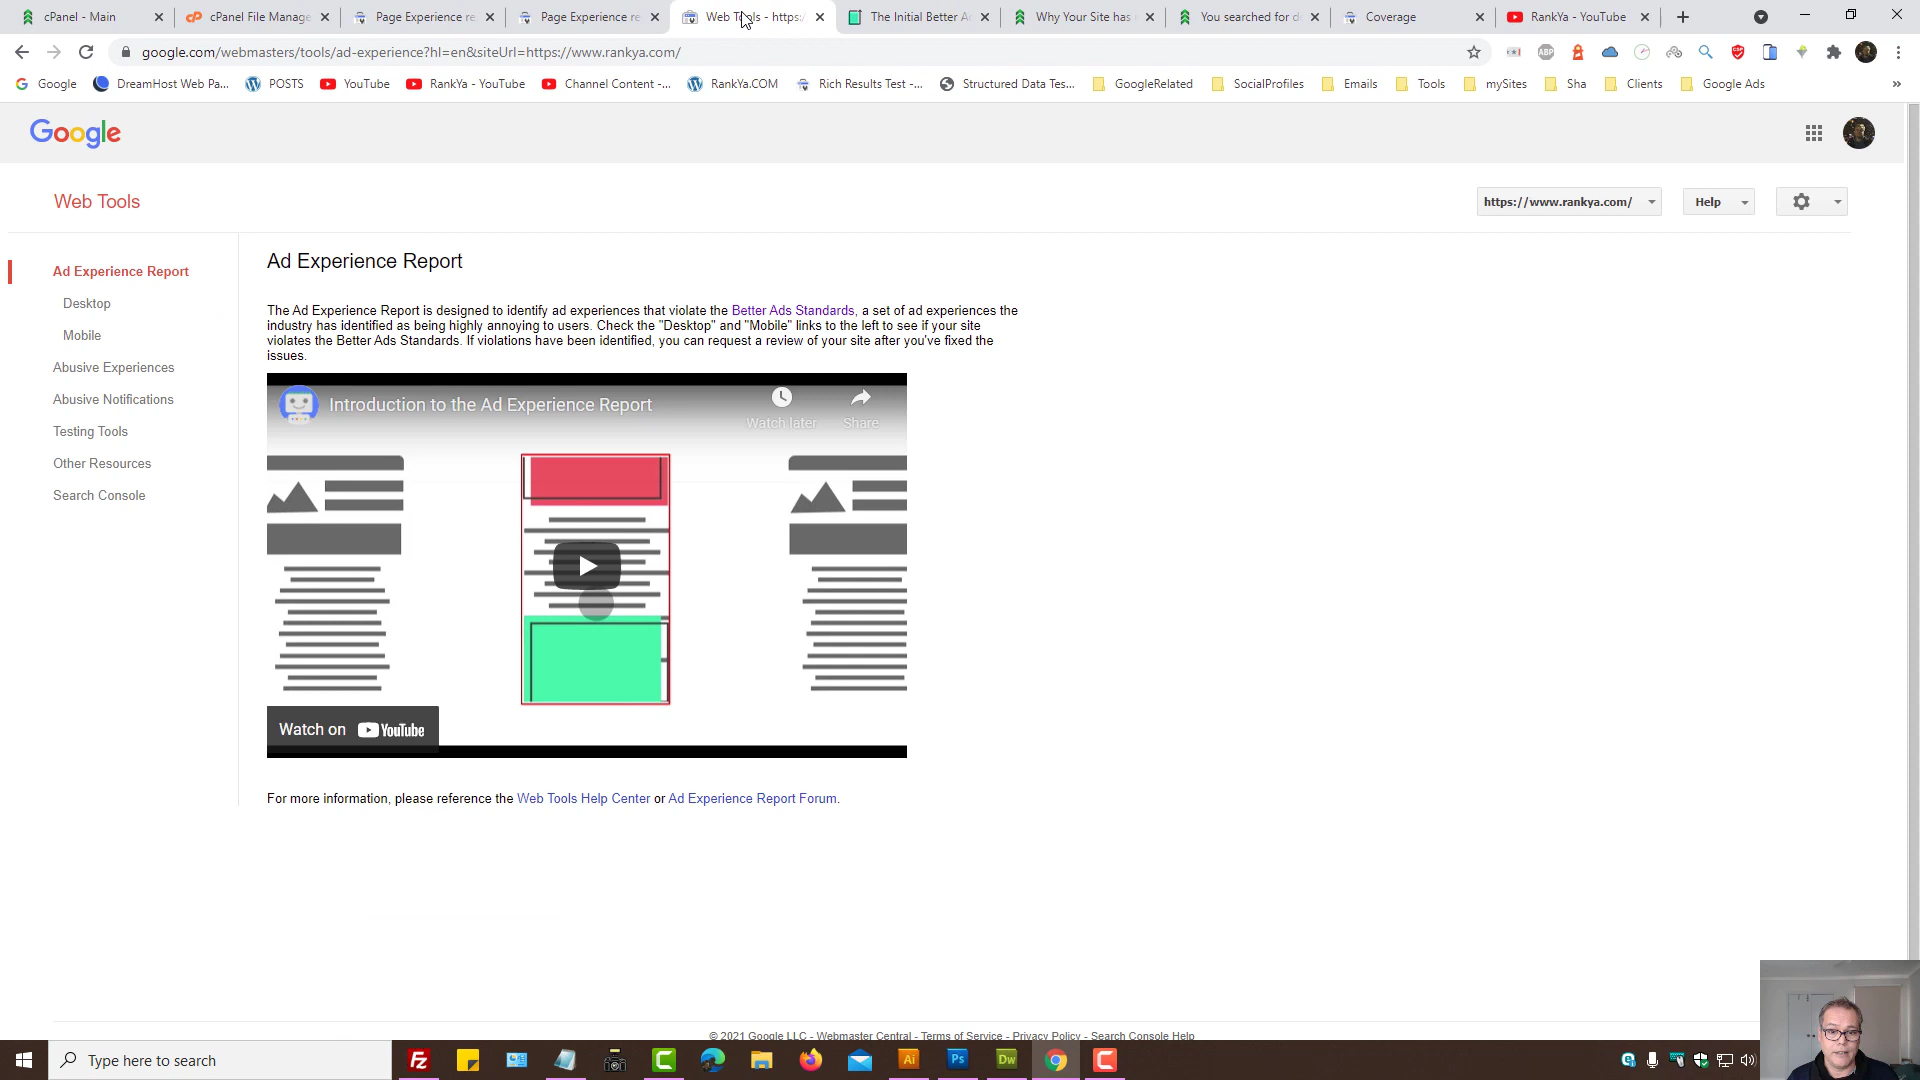 cPanel - Main
cPanel File Manage
Page Experience re
Page Experience re
Web Tools - https:/
The Initial Better A
Why Your Site has
You searched for d
Coverage
RankYa - YouTube
google.com/webmasters/tools/ad-experience?hl=en&siteUrl=https://www.rankya.com/
ABP
Google
DreamHost Web Pa...
POSTS
YouTube
RankYa - YouTube
Channel Content -...
RankYa.COM
Rich Results Test -...
Structured Data Tes...
GoogleRelated
SocialProfiles
Emails
Tools
mySites
Sha
Clients
Google Ads
»
Google
Web Tools
https://www.rankya.com/
Help
Ad Experience Report
Desktop
Mobile
Abusive Experiences
Abusive Notifications
Testing Tools
Other Resources
Search Console
Ad Experience Report
The Ad Experience Report is designed to identify ad experiences that violate the Better Ads Standards, a set of ad experiences the
industry has identified as being highly annoying to users. Check the "Desktop" and "Mobile" links to the left to see if your site
violates the Better Ads Standards. If violations have been identified, you can request a review of your site after you've fixed the
issues.
Introduction to the Ad Experience Report
Watch later
Share
Watch on YouTube
For more information, please reference the Web Tools Help Center or Ad Experience Report Forum.
© 2021 Google LLC - Webmaster Central - Terms of Service - Privacy Policy - Search Console Help
Type here to search
Fz
Ai
Ps
Dw